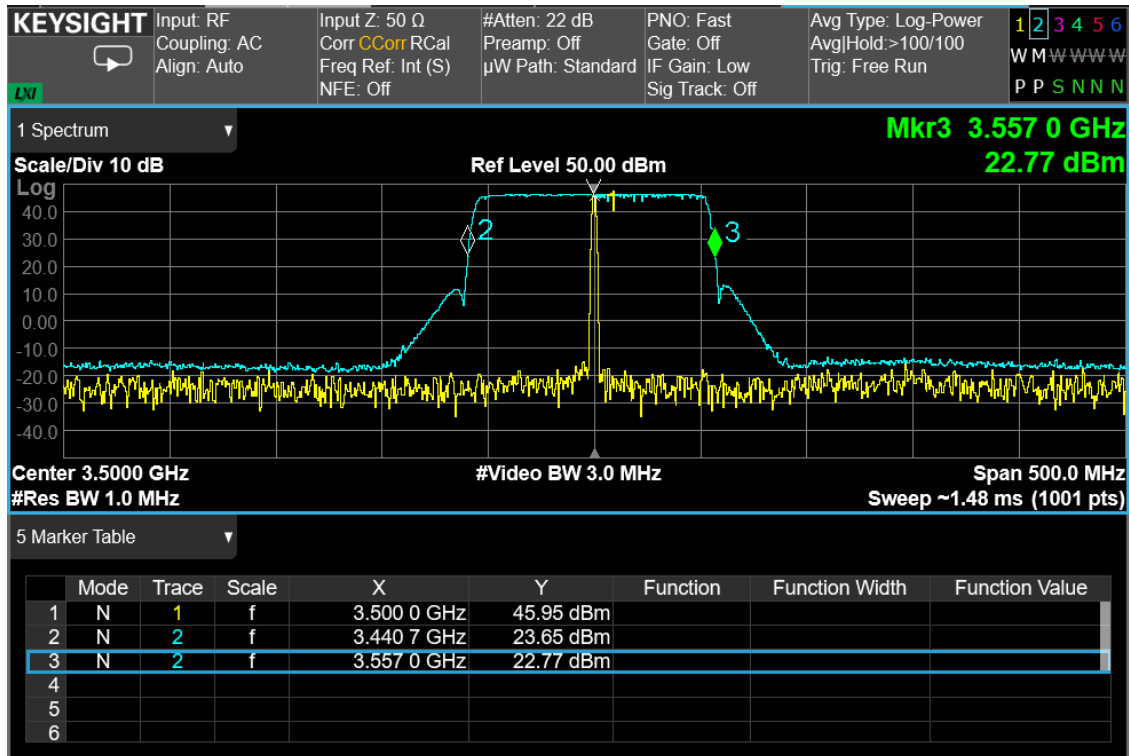 KEYSIGHT Input: RF Input Z: 50 Ω #Atten: 22 dB PNO: Fast Avg Type: Log-Power 1 2 3 4 5 6
Coupling: AC Corr CCorr RCal Preamp: Off Gate: Off Avg|Hold:>100/100 W M W W W W
Align: Auto Freq Ref: Int (S) µW Path: Standard IF Gain: Low Trig: Free Run
LXI NFE: Off Sig Track: Off P P S N N N
1 Spectrum Mkr3 3.557 0 GHz
Scale/Div 10 dB Ref Level 50.00 dBm 22.77 dBm
Log
40.0 1
30.0 2 3
20.0
10.0
0.00
-10.0
-20.0
-30.0
-40.0
Center 3.5000 GHz #Video BW 3.0 MHz Span 500.0 MHz
#Res BW 1.0 MHz Sweep ~1.48 ms (1001 pts)
5 Marker Table
Mode Trace Scale X Y Function Function Width Function Value
1 N 1 f 3.500 0 GHz 45.95 dBm
2 N 2 f 3.440 7 GHz 23.65 dBm
3 N 2 f 3.557 0 GHz 22.77 dBm
4
5
6